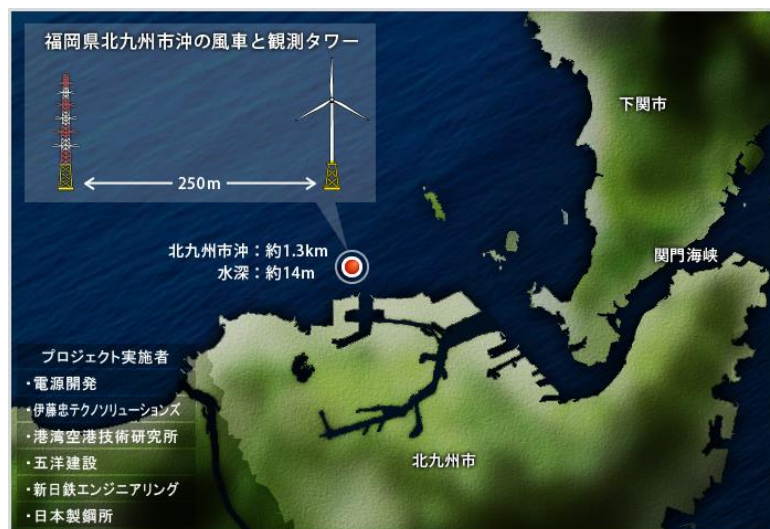 福岡県北九州市沖の風車と観測タワー
250m
下関市
関門海峡
北九州市沖：約1.3km
水深：約14m
プロジェクト実施者
・電源開発
・伊藤忠テクノソリューションズ
・港湾空港技術研究所
・五洋建設
・新日鉄エンジニアリング
・日本製鋼所
北九州市